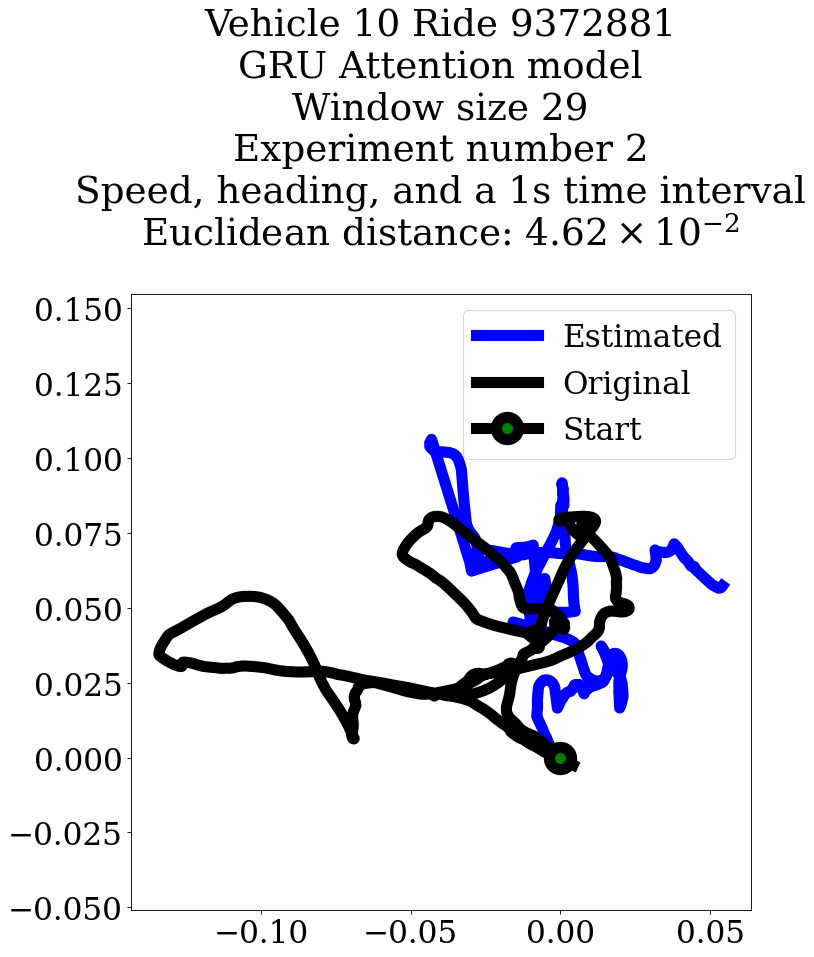 Vehicle 10 Ride 9372881
GRU Attention model
Window size 29
Experiment number 2
Speed, heading, and a 1s time interval
Euclidean distance: 4.62 × 10⁻²
Estimated
Original
Start
0.150
0.125
0.100
0.075
0.050
0.025
0.000
−0.025
−0.050
−0.10
−0.05
0.00
0.05